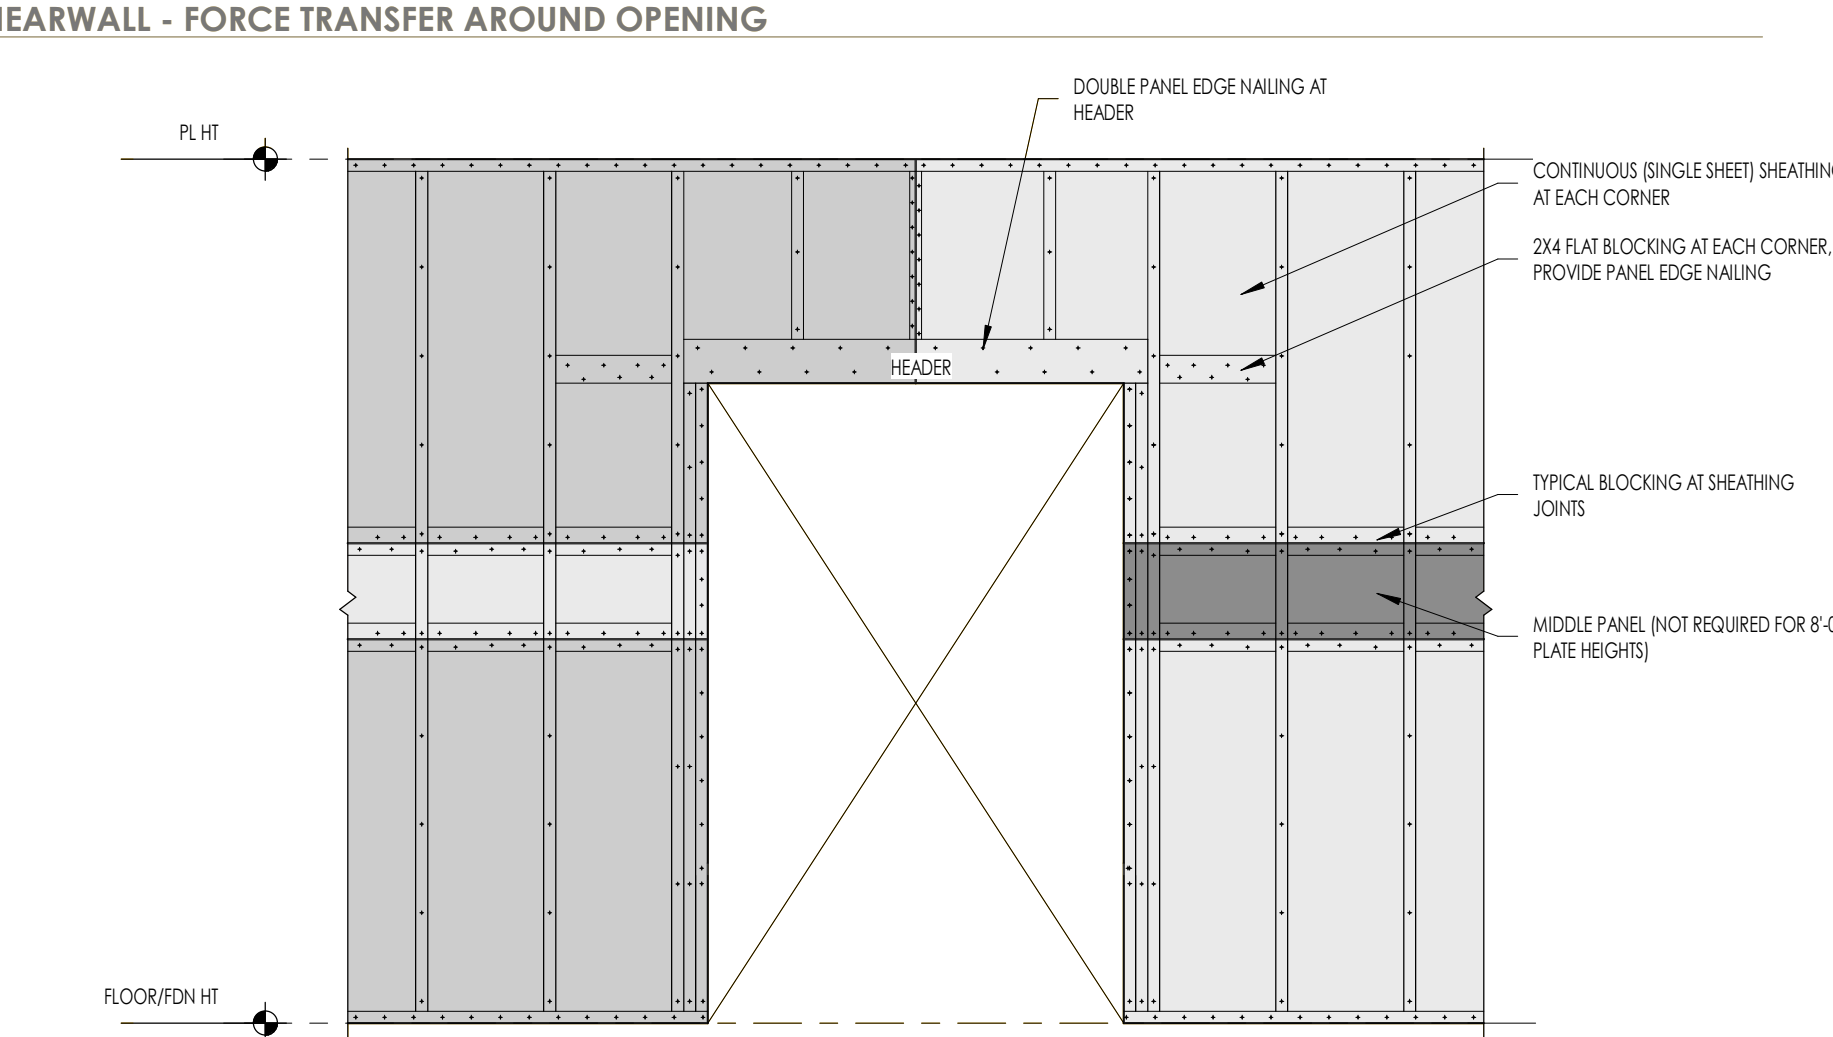 HEARWALL - FORCE TRANSFER AROUND OPENING
DOUBLE PANEL EDGE NAILING AT
HEADER
PL HT
CONTINUOUS (SINGLE SHEET) SHEATHING
AT EACH CORNER
2X4 FLAT BLOCKING AT EACH CORNER,
PROVIDE PANEL EDGE NAILING
HEADER
TYPICAL BLOCKING AT SHEATHING
JOINTS
MIDDLE PANEL (NOT REQUIRED FOR 8'-0
PLATE HEIGHTS)
FLOOR/FDN HT